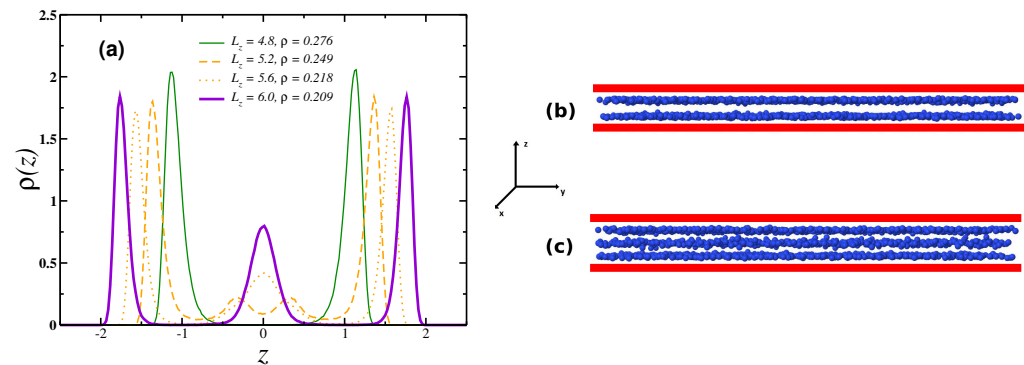 2.5
2
1.5
1
0.5
0
ρ(z)
(a)
L_z = 4.8, ρ = 0.276
L_z = 5.2, ρ = 0.249
L_z = 5.6, ρ = 0.218
L_z = 6.0, ρ = 0.209
-2 -1 0 1 2
z
(b)
z
y
x
(c)